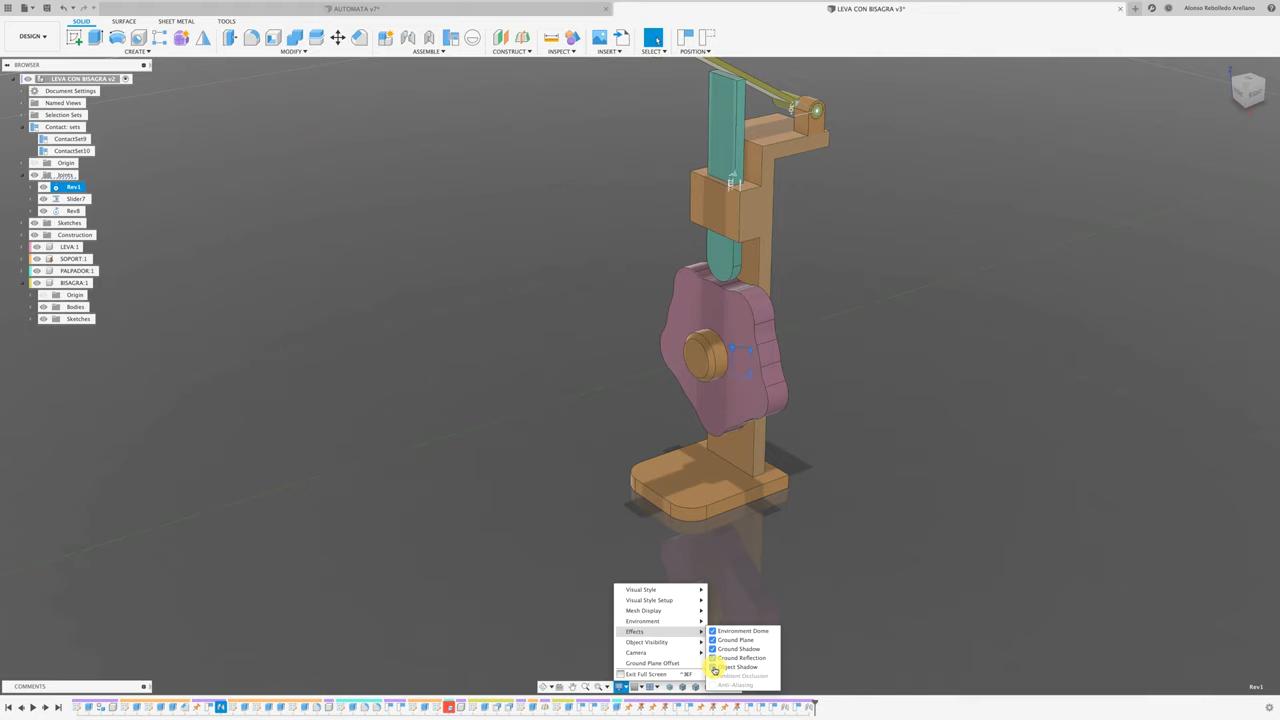 AUTOMATA v7*
LEVA CON BISAGRA v3*
Alonso Rebolledo Arellano
DESIGN
SOLID
SURFACE
SHEET METAL
TOOLS
CREATE
MODIFY
ASSEMBLE
CONSTRUCT
INSPECT
INSERT
SELECT
POSITION
BROWSER
LEVA CON BISAGRA v2
Document Settings
Named Views
Selection Sets
Contact: sets
ContactSet9
ContactSet10
Origin
Joints
Rev1
Slider7
Rev8
Sketches
Construction
LEVA:1
SOPORT:1
PALPADOR:1
BISAGRA:1
Origin
Bodies
Sketches
Visual Style
Visual Style Setup
Mesh Display
Environment
Effects
Object Visibility
Camera
Ground Plane Offset
Exit Full Screen ^⌘F
Environment Dome
Ground Plane
Ground Shadow
Ground Reflection
Object Shadow
Ambient Occlusion
Anti-Aliasing
COMMENTS
Rev1